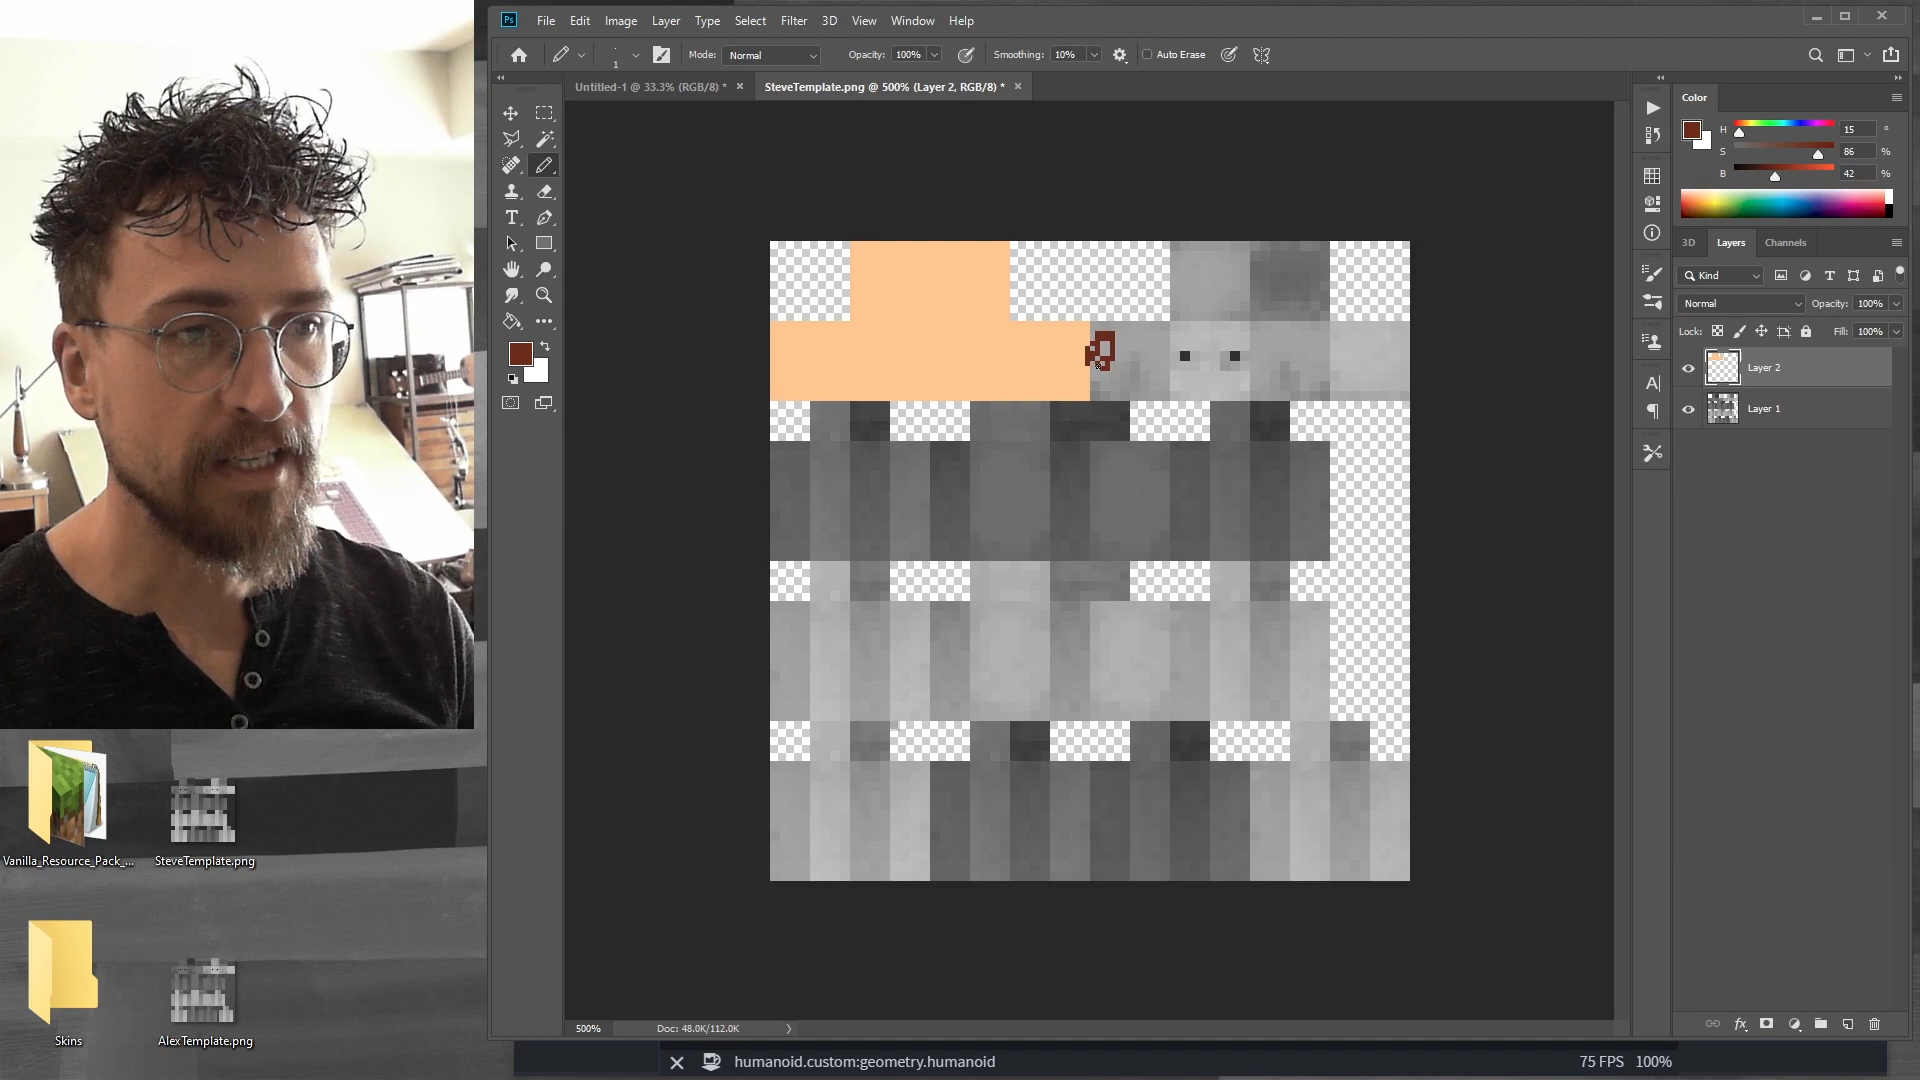 Ps File Edit Image Layer Type Select Filter 3D View Window Help
1 Mode: Normal Opacity: 100% Smoothing: 10% Auto Erase
Untitled-1 @ 33.3% (RGB/8) * × SteveTemplate.png @ 500% (Layer 2, RGB/8) * ×
Color
H 15 °
S 86 %
B 42 %
3D Layers Channels
Kind
Normal Opacity: 100%
Lock: Fill: 100%
Layer 2
Layer 1
500% Doc: 48.0K/112.0K
Vanilla_Resource_Pack_... SteveTemplate.png
Skins AlexTemplate.png
humanoid.custom:geometry.humanoid 75 FPS 100%